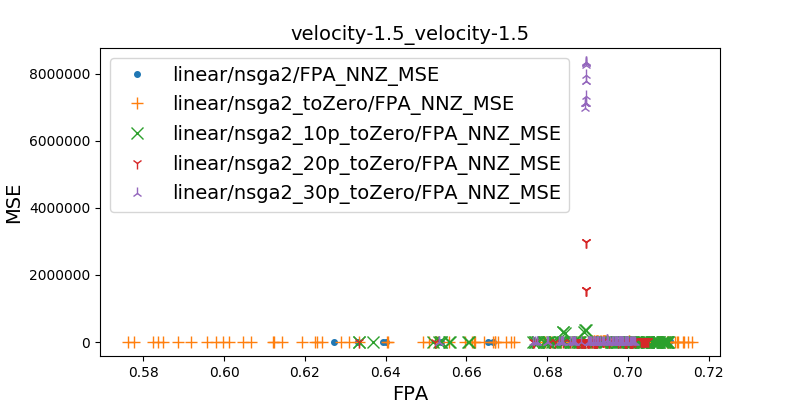 velocity-1.5_velocity-1.5
linear/nsga2/FPA_NNZ_MSE
linear/nsga2_toZero/FPA_NNZ_MSE
linear/nsga2_10p_toZero/FPA_NNZ_MSE
linear/nsga2_20p_toZero/FPA_NNZ_MSE
linear/nsga2_30p_toZero/FPA_NNZ_MSE
MSE
8000000
6000000
4000000
2000000
0
0.58 0.60 0.62 0.64 0.66 0.68 0.70 0.72
FPA